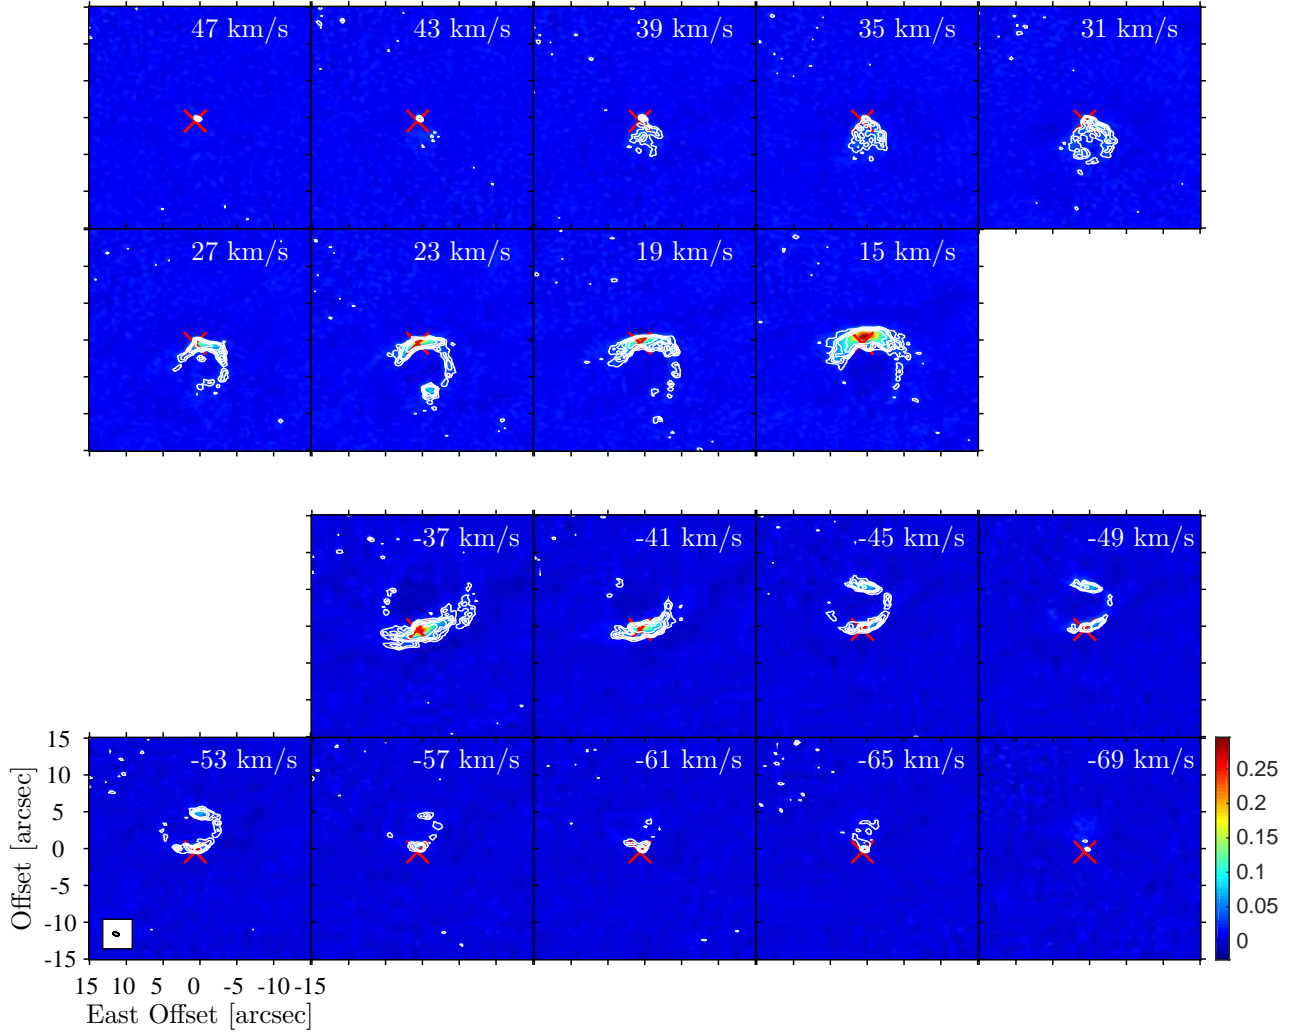 47 km/s 43 km/s 39 km/s 35 km/s 31 km/s
27 km/s 23 km/s 19 km/s 15 km/s
-37 km/s -41 km/s -45 km/s -49 km/s
-53 km/s -57 km/s -61 km/s -65 km/s -69 km/s
15
10
5
0
-5
-10
-15
Offset [arcsec]
15 10 5 0 -5 -10 -15
East Offset [arcsec]
0.25
0.2
0.15
0.1
0.05
0